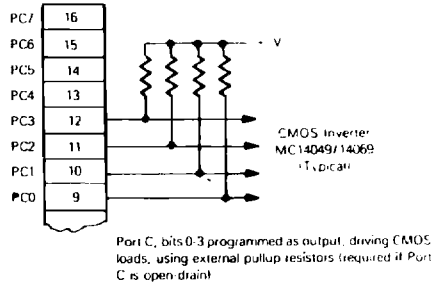 PC7 16
PC6 15
PC5 14
PC4 13
PC3 12
PC2 11
PC1 10
PC0 9
V
CMOS Inverter
MC14049/14069
(Typical)
Port C, bits 0-3 programmed as output, driving CMOS
loads, using external pullup resistors (required if Port
C is open-drain)